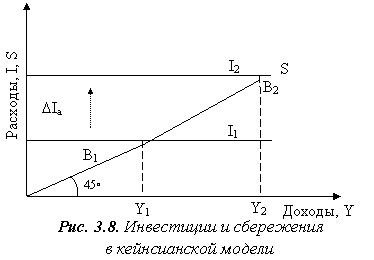 Расходы, I, S
I₂
S
B₂
ΔIₐ
I₁
B₁
45°
Y₁
Y₂
Доходы, Y
Рис. 3.8. Инвестиции и сбережения
в кейнсианской модели